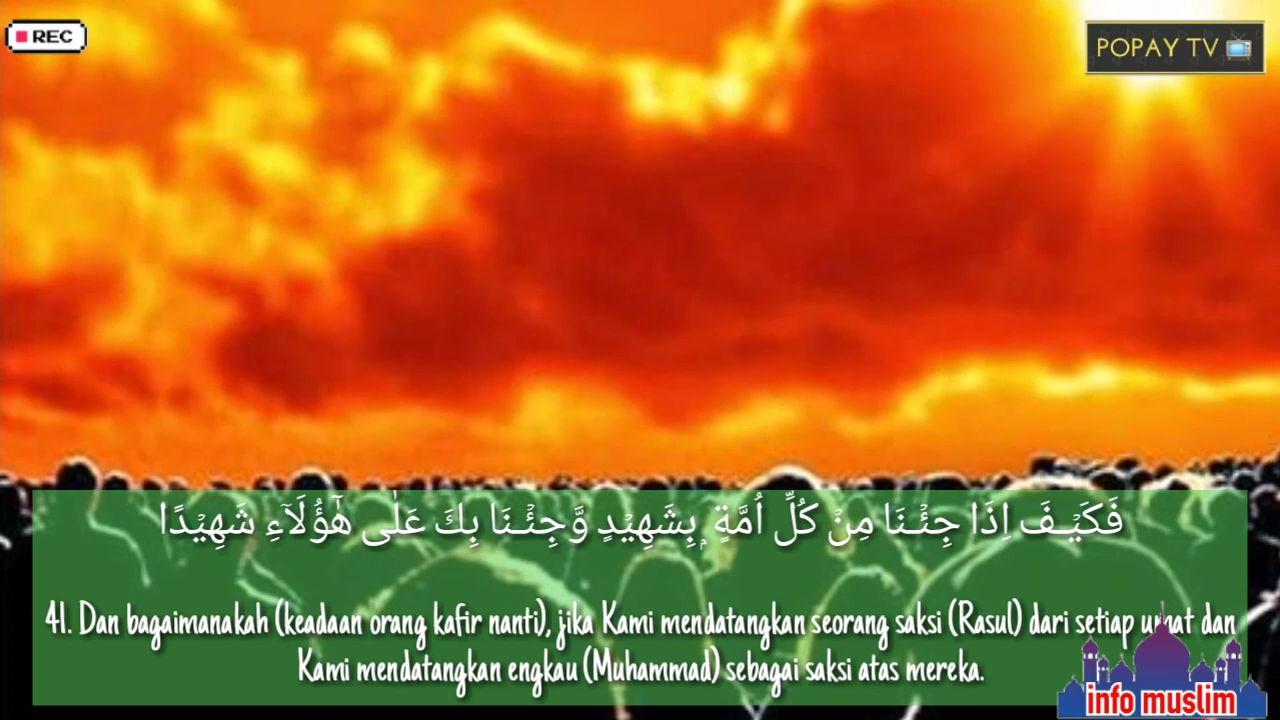 REC
POPAY TV
فَكَيْفَ اِذَا جِئْنَا مِنْ كُلِّ اُمَّةٍۭ بِشَهِيْدٍ وَّجِئْنَا بِكَ عَلٰى هٰٓؤُلَاۤءِ شَهِيْدًا
41. Dan bagaimanakah (keadaan orang kafir nanti), jika Kami mendatangkan seorang saksi (Rasul) dari setiap umat dan
Kami mendatangkan engkau (Muhammad) sebagai saksi atas mereka.
info muslim